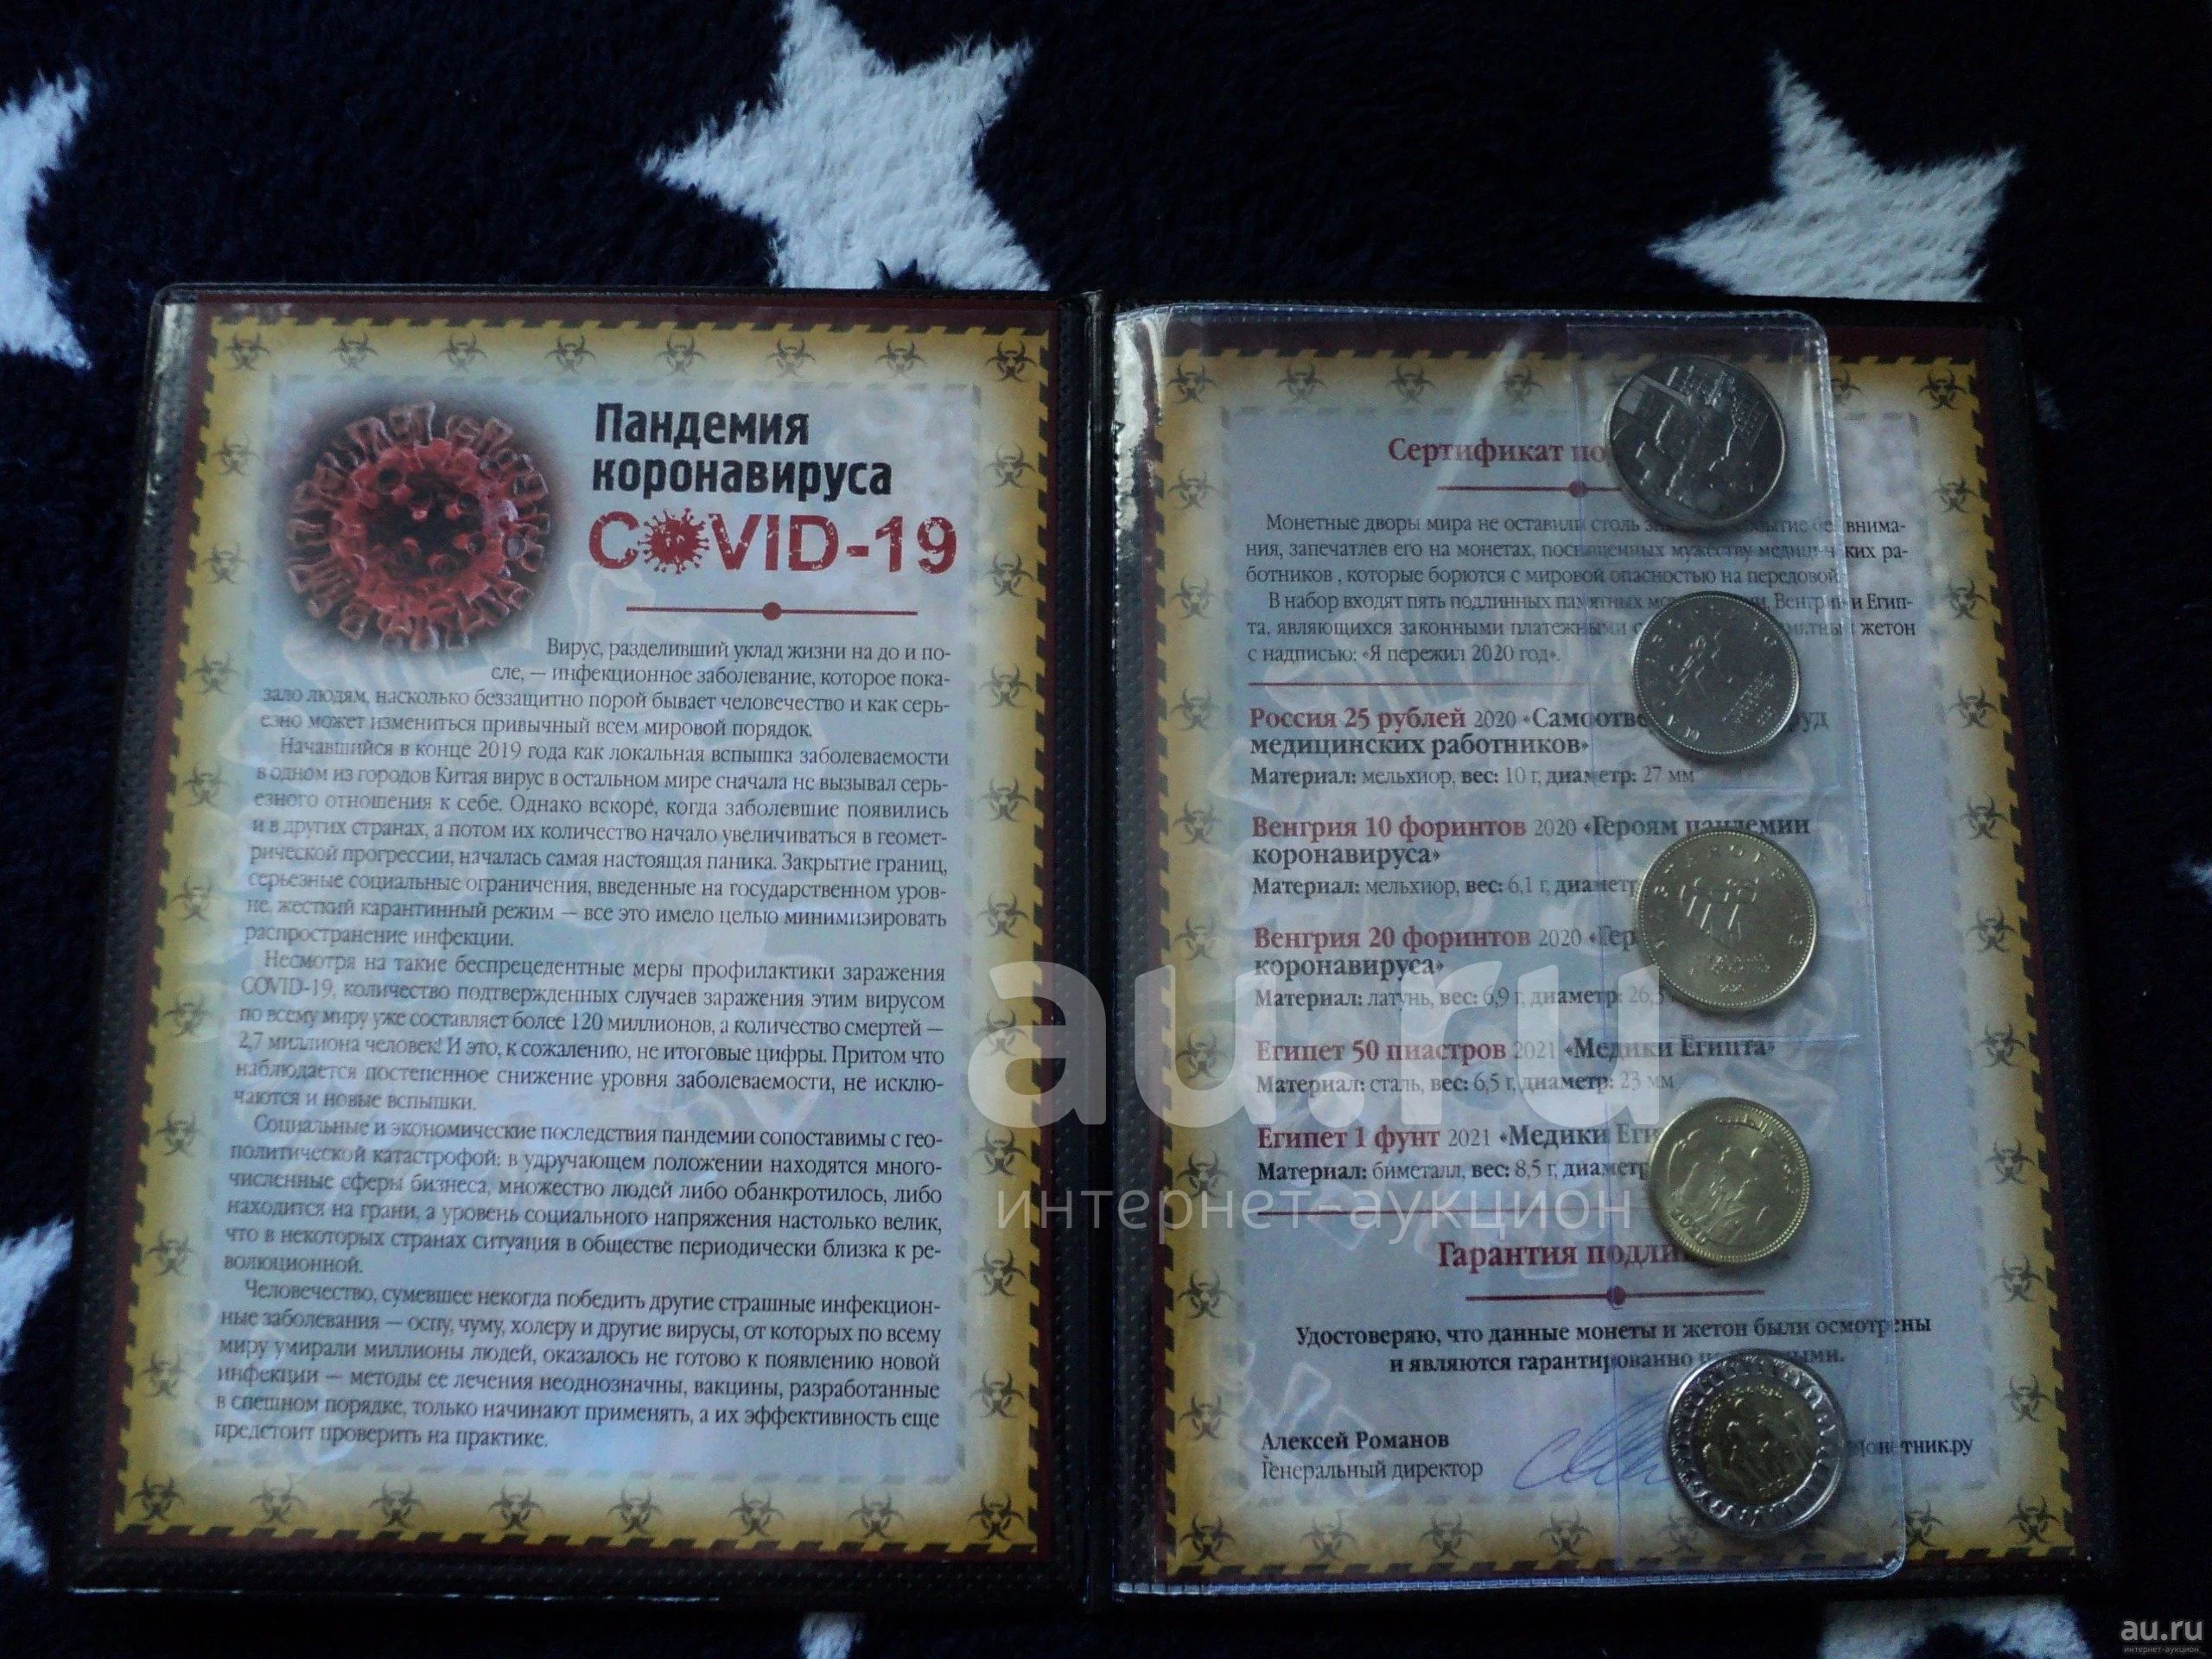 Пандемия
коронавируса
COVID-19
Вирус, разделивший уклад жизни на до и по-
сле, — инфекционное заболевание, которое пока-
зало людям, насколько беззащитно порой бывает человечество и как серь-
езно может измениться привычный всем мировой порядок.
Начавшийся в конце 2019 года как локальная вспышка заболеваемости
в одном из городов Китая вирус в остальном мире сначала не вызывал серь-
езного отношения к себе. Однако вскоре, когда заболевшие появились
и в других странах, а потом их количество начало увеличиваться в геомет-
рической прогрессии, началась самая настоящая паника. Закрытие границ,
серьезные социальные ограничения, введенные на государственном уров-
не, жесткий карантинный режим — все это имело целью минимизировать
распространение инфекции.
Несмотря на такие беспрецедентные меры профилактики заражения
COVID-19, количество подтвержденных случаев заражения этим вирусом
по всему миру уже составляет более 120 миллионов, а количество смертей —
2,7 миллиона человек! И это, к сожалению, не итоговые цифры. Притом что
наблюдается постепенное снижение уровня заболеваемости, не исклю-
чаются и новые вспышки.
Социальные и экономические последствия пандемии сопоставимы с гео-
политической катастрофой: в удручающем положении находятся много-
численные сферы бизнеса, множество людей либо обанкротилось, либо
находится на грани, а уровень социального напряжения настолько велик,
что в некоторых странах ситуация в обществе периодически близка к ре-
волюционной.
Человечество, сумевшее некогда победить другие страшные инфекцион-
ные заболевания — оспу, чуму, холеру и другие вирусы, от которых по всему
миру умирали миллионы людей, оказалось не готово к появлению новой
инфекции — методы ее лечения неоднозначны, вакцины, разработанные
в спешном порядке, только начинают применять, а их эффективность еще
предстоит проверить на практике.
Сертификат
Монетные дворы мира не оставили столь внима-
ния, запечатлев его на монетах, посвященных мужеству медицинских ра-
ботников, которые борются с мировой опасностью на передовой.
В набор входят пять подлинных памятных Венгрии и Егип-
та, являющихся законными платежными жетон
с надписью: «Я пережил 2020 год».
Россия 25 рублей 2020
медицинских работников»
Материал: мельхиор, вес: 10 г, диаметр: 27 мм
Венгрия 10 форинтов 2020 «Героям пандемии
коронавируса»
Материал: мельхиор, вес: 6,1 г, диаметр
Венгрия 20 форинтов 2020
коронавируса»
Материал: латунь, вес: 6,9 г, диаметр:
Египет 50 пиастров 2021 «Медики Египта»
Материал: сталь, вес: 6,5 г, диаметр: 23 мм
Египет 1 фунт 2021 «Медики
Материал: биметалл, вес: 8,5 г, диаметр
Гарантия
Удостоверяю, что данные монеты и жетон были осмотрены
и являются гарантированно
Алексей Романов
Генеральный директор
au.ru
интернет-аукцион
au.ru
интернет-аукцион